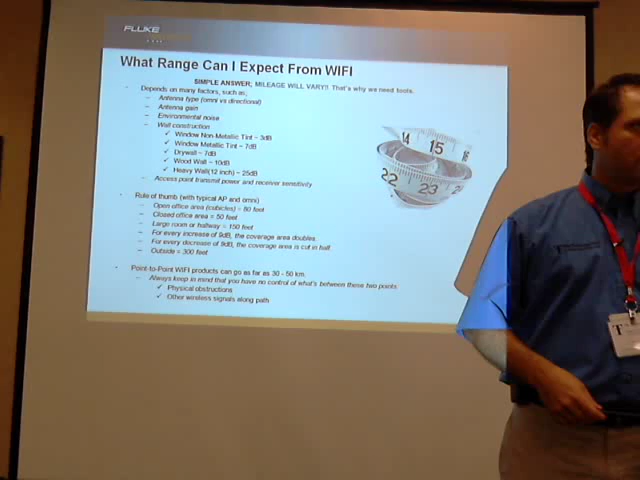 FLUKE
What Range Can I Expect From WIFI
SIMPLE ANSWER; MILEAGE WILL VARY!! That's why we need tools.
- Depends on many factors, such as,
– Antenna type (omni vs directional)
– Antenna gain
– Environmental noise
– Wall construction
✓ Window Non-Metallic Tint ~ 3dB
✓ Window Metallic Tint ~ 7dB
✓ Drywall ~ 7dB
✓ Wood Wall ~ 10dB
✓ Heavy Wall(12 inch) ~ 25dB
– Access point transmit power and receiver sensitivity
14 15 16
22 23
Rule of thumb (with typical AP and omni)
– Open office area (cubicles) = 80 feet
– Closed office area = 50 feet
– Large room or hallway = 150 feet
– For every increase of 9dB, the coverage area doubles.
– For every decrease of 9dB, the coverage area is cut in half.
– Outside = 300 feet
Point-to-Point WIFI products can go as far as 30 - 50 km.
– Always keep in mind that you have no control of what's between these two points.
✓ Physical obstructions
✓ Other wireless signals along path